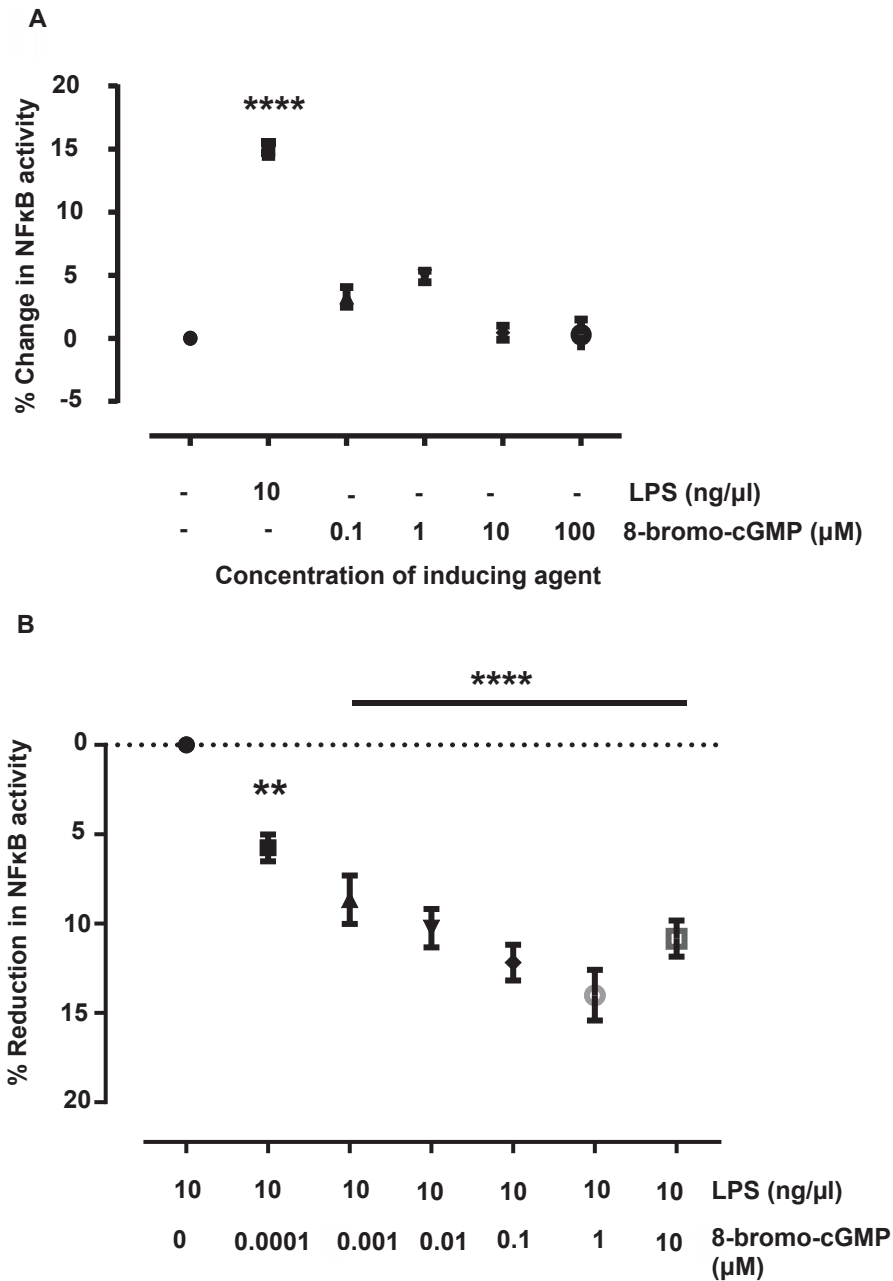 A
% Change in NFκB activity
20
****
15
10
5
0
-5
- 10 - - - - LPS (ng/µl)
- - 0.1 1 10 100 8-bromo-cGMP (µM)
Concentration of inducing agent
B
****
% Reduction in NFκB activity
0
**
5
10
15
20
10 10 10 10 10 10 10 LPS (ng/µl)
0 0.0001 0.001 0.01 0.1 1 10 8-bromo-cGMP
(µM)